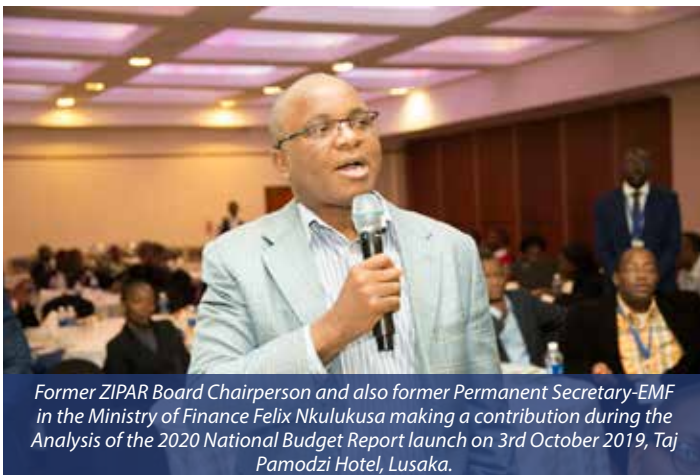 Former ZIPAR Board Chairperson and also former Permanent Secretary-EMF
in the Ministry of Finance Felix Nkulukusa making a contribution during the
Analysis of the 2020 National Budget Report launch on 3rd October 2019, Taj
Pamodzi Hotel, Lusaka.